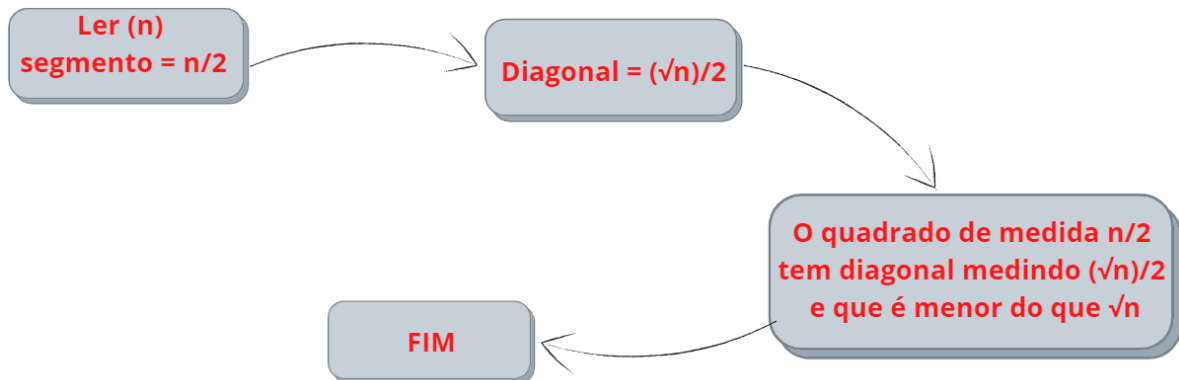 Ler (n)
segmento = n/2
Diagonal = (√n)/2
O quadrado de medida n/2
tem diagonal medindo (√n)/2
e que é menor do que √n
FIM